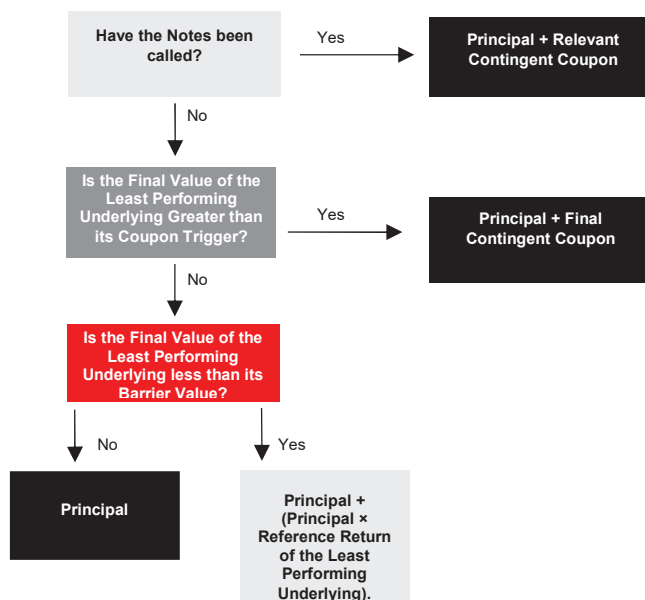 Have the Notes been
called?
Yes
Principal + Relevant
Contingent Coupon
No
Is the Final Value of the
Least Performing
Underlying Greater than
its Coupon Trigger?
Yes
Principal + Final
Contingent Coupon
No
Is the Final Value of the
Least Performing
Underlying less than its
Barrier Value?
No
Yes
Principal
Principal +
(Principal ×
Reference Return
of the Least
Performing
Underlying).